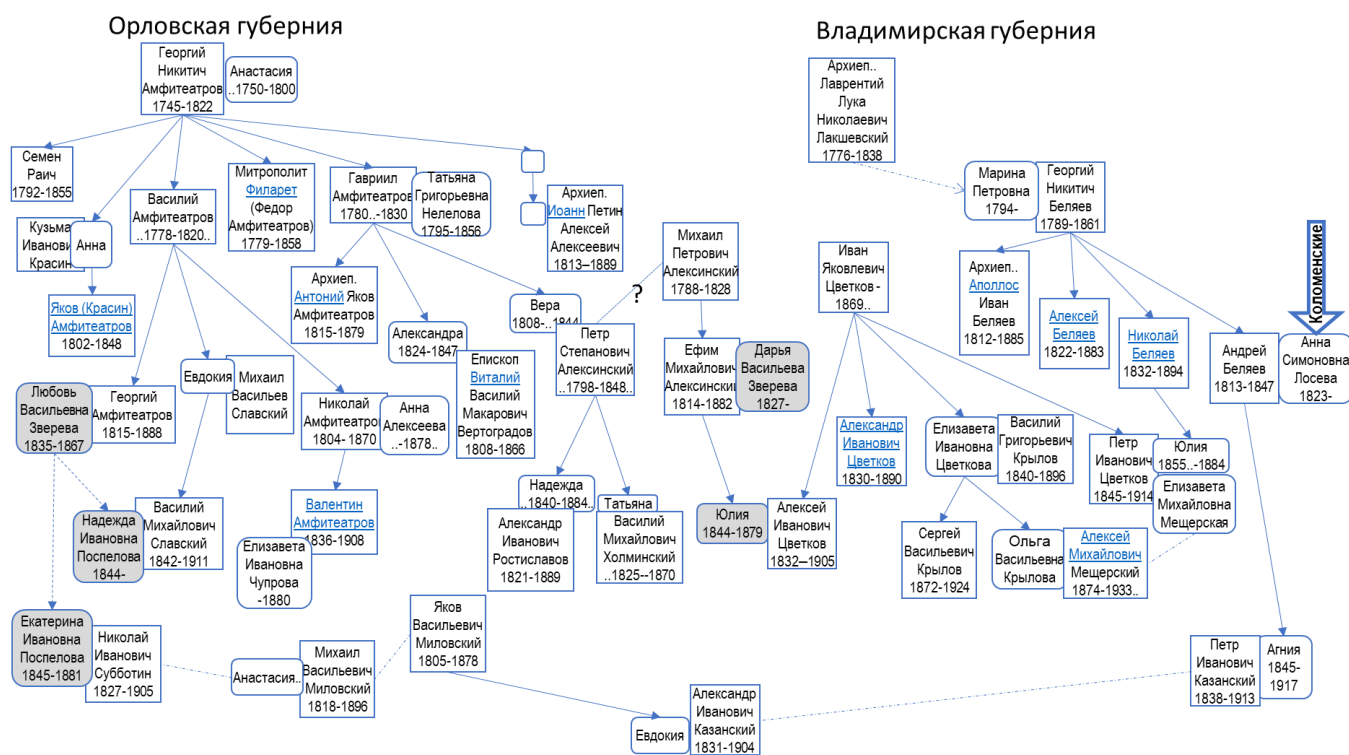 Орловская губерния
Владимирская губерния
Георгий
Никитич
Амфитеатров
1745-1822
Анастасия
..1750-1800
Архиеп..
Лаврентий
Лука
Николаевич
Лакшевский
1776-1838
Семен
Раич
1792-1855
Кузьма
Иванович
Красин
Анна
Василий
Амфитеатров
..1778-1820..
Митрополит
Филарет
(Федор
Амфитеатров)
1779-1858
Гавриил
Амфитеатров
1780..-1830
Татьяна
Григорьевна
Нелелова
1795-1856
Архиеп.
Иоанн Петин
Алексей
Алексеевич
1813–1889
Марина
Петровна
1794-
Георгий
Никитич
Беляев
1789-1861
Коломенские
Яков (Красин)
Амфитеатров
1802-1848
Архиеп.
Антоний Яков
Амфитеатров
1815-1879
Александра
1824-1847
Вера
1808-..1844
?
Михаил
Петрович
Алексинский
1788-1828
Иван
Яковлевич
Цветков -
1869..
Архиеп..
Аполлос
Иван
Беляев
1812-1885
Алексей
Беляев
1822-1883
Николай
Беляев
1832-1894
Андрей
Беляев
1813-1847
Анна
Симоновна
Лосева
1823-
Любовь
Васильевна
Зверева
1835-1867
Георгий
Амфитеатров
1815-1888
Евдокия
Михаил
Васильев
Славский
Николай
Амфитеатров
1804- 1870
Анна
Алексеева
..-1878..
Епископ
Виталий
Василий
Макарович
Вертоградов
1808-1866
Петр
Степанович
Алексинский
..1798-1848..
Ефим
Михайлович
Алексинский
1814-1882
Дарья
Васильева
Зверева
1827-
Александр
Иванович
Цветков
1830-1890
Елизавета
Ивановна
Цветкова
Василий
Григорьевич
Крылов
1840-1896
Петр
Иванович
Цветков
1845-1914
Юлия
1855..-1884
Елизавета
Михайловна
Мещерская
Надежда
Ивановна
Поспелова
1844-
Василий
Михайлович
Славский
1842-1911
Валентин
Амфитеатров
1836-1908
Елизавета
Ивановна
Чупрова
-1880
Надежда
..1840-1884..
Александр
Иванович
Ростиславов
1821-1889
Татьяна
Василий
Михайлович
Холминский
..1825--1870
Юлия
1844-1879
Алексей
Иванович
Цветков
1832–-1905
Сергей
Васильевич
Крылов
1872-1924
Ольга
Васильевна
Крылова
Алексей
Михайлович
Мещерский
1874-1933..
Екатерина
Ивановна
Поспелова
1845-1881
Николай
Иванович
Субботин
1827-1905
Анастасия..
Михаил
Васильевич
Миловский
1818-1896
Яков
Васильевич
Миловский
1805-1878
Евдокия
Александр
Иванович
Казанский
1831-1904
Петр
Иванович
Казанский
1838-1913
Агния
1845-
1917